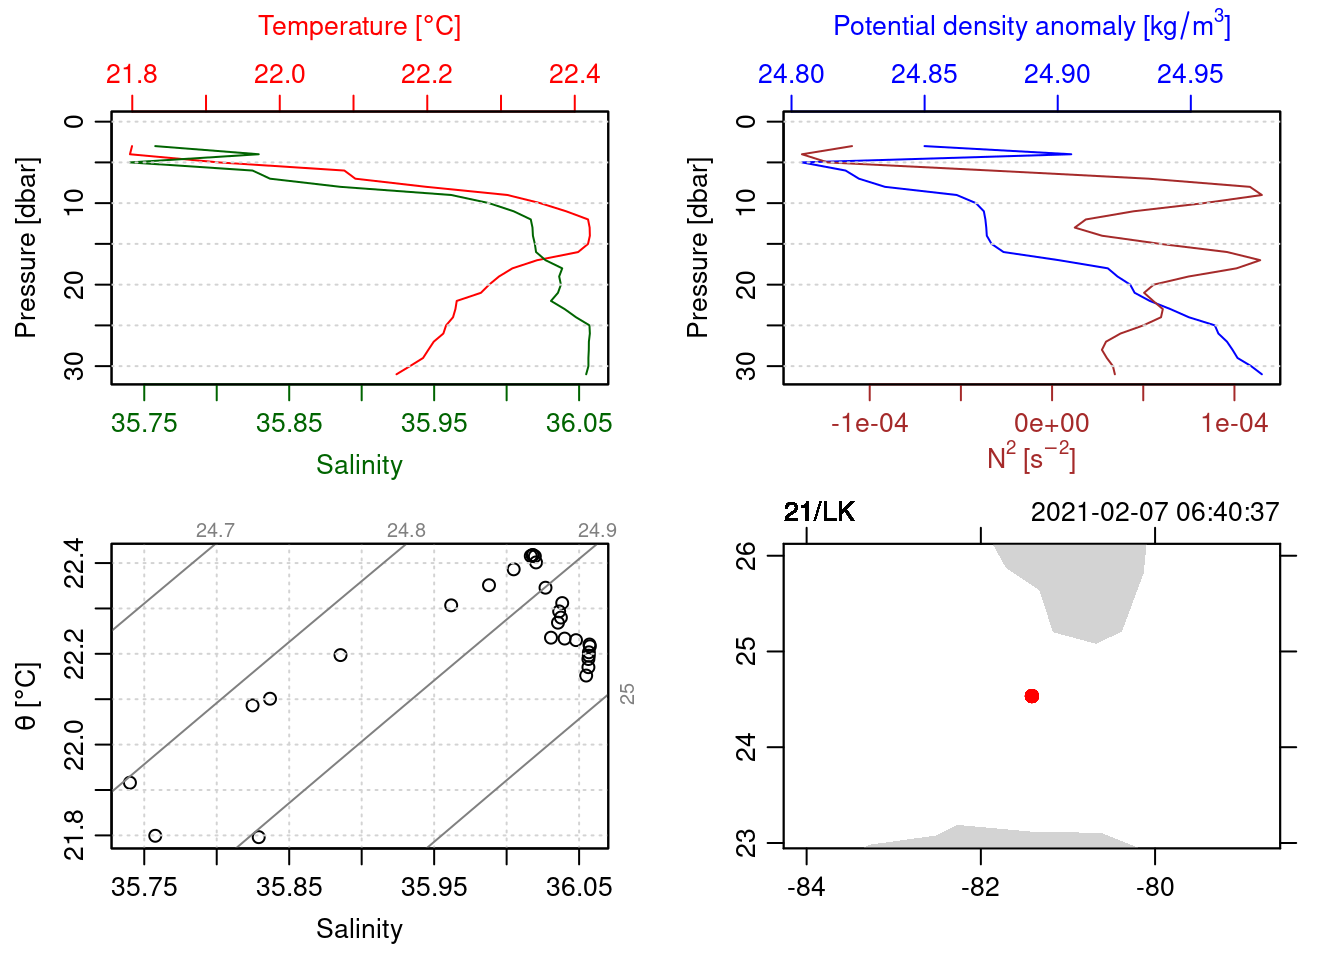 Temperature [°C]
21.8 22.0 22.2 22.4
0
10
20
30
Pressure [dbar]
35.75 35.85 35.95 36.05
Salinity
Potential density anomaly [kg/m³]
24.80 24.85 24.90 24.95
0
10
20
30
Pressure [dbar]
-1e-04 0e+00 1e-04
N² [s⁻²]
24.7 24.8 24.9
25
22.4
22.2
22.0
21.8
θ [°C]
35.75 35.85 35.95 36.05
Salinity
21/LK 2021-02-07 06:40:37
26
25
24
23
-84 -82 -80